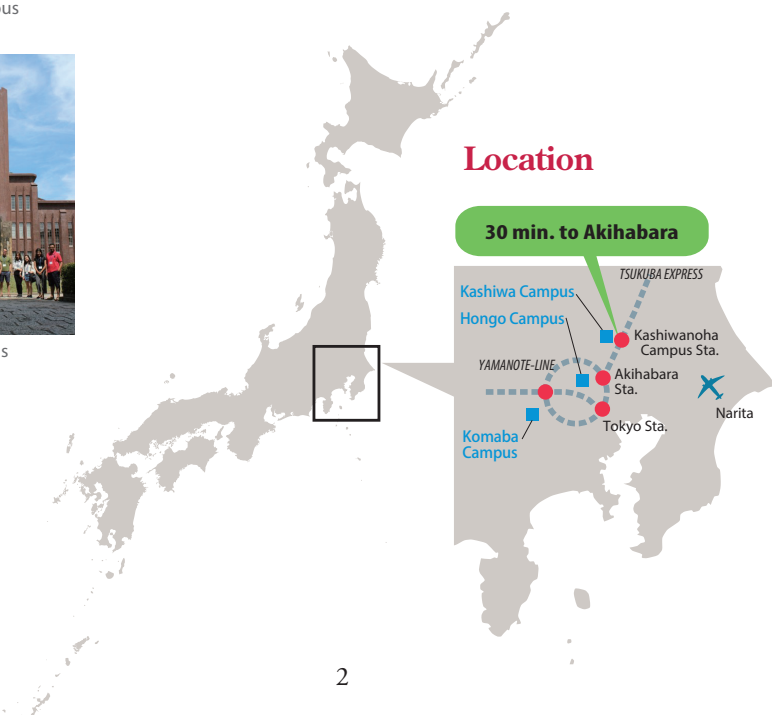 us
s
Location
30 min. to Akihabara
TSUKUBA EXPRESS
Kashiwa Campus
Hongo Campus
Kashiwanoha
Campus Sta.
YAMANOTE-LINE
Akihabara
Sta.
Narita
Tokyo Sta.
Komaba
Campus
2